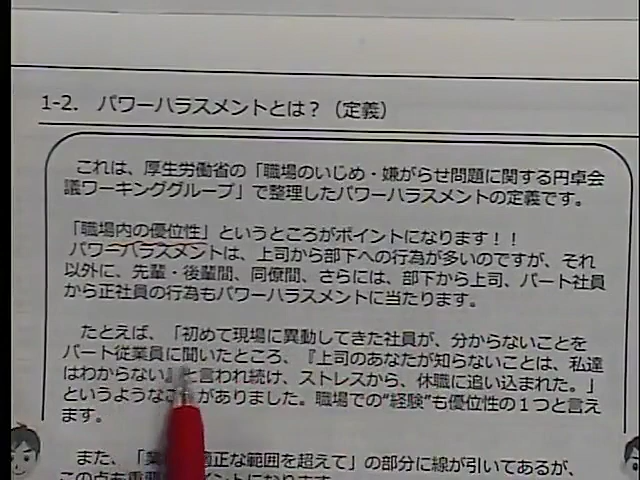 1-2. パワーハラスメントとは？（定義）
これは、厚生労働省の「職場のいじめ・嫌がらせ問題に関する円卓会
議ワーキンググループ」で整理したパワーハラスメントの定義です。
「職場内の優位性」というところがポイントになります！！
パワーハラスメントは、上司から部下への行為が多いのですが、それ
以外に、先輩・後輩間、同僚間、さらには、部下から上司、パート社員
から正社員の行為もパワーハラスメントに当たります。
たとえば、「初めて現場に異動してきた社員が、分からないことを
パート従業員に聞いたところ、『上司のあなたが知らないことは、私達
はわからない』と言われ続け、ストレスから、休職に追い込まれた。」
というような がありました。職場での“経験”も優位性の１つと言え
ます。
また、「 適正な範囲を超えて」の部分に線が引いてあるが、
この点も